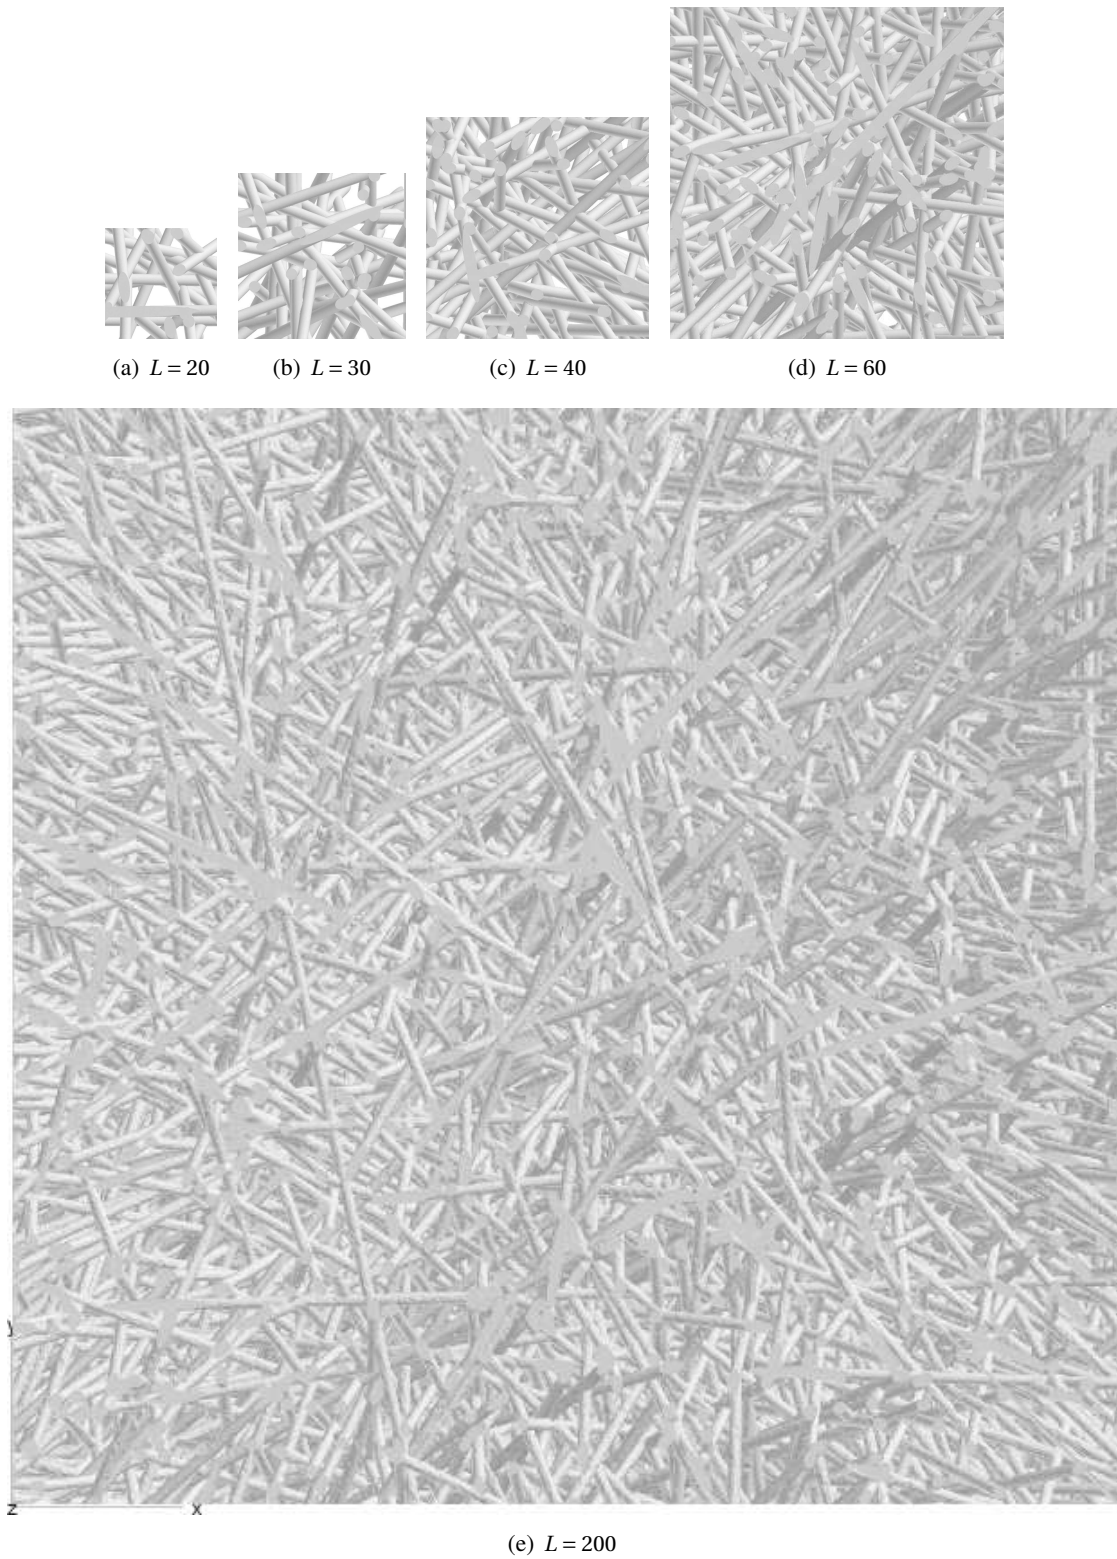 (a) L = 20
(b) L = 30
(c) L = 40
(d) L = 60
y
z
x
(e) L = 200